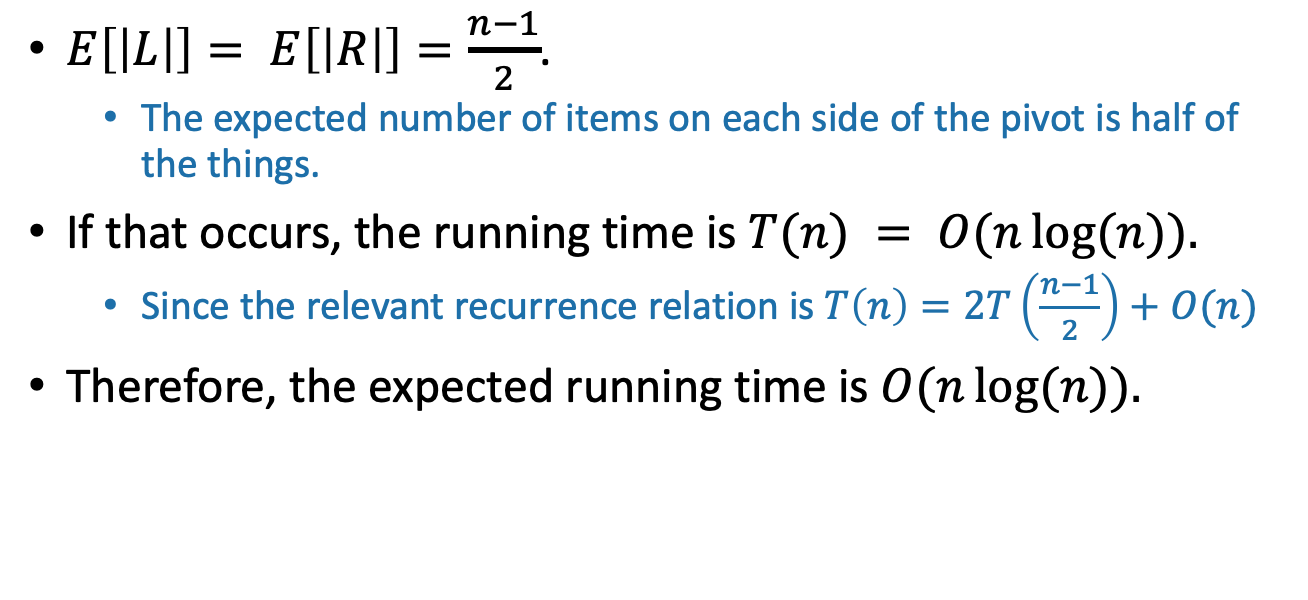 • E[|L|] = E[|R|] = \frac{n-1}{2}.
• The expected number of items on each side of the pivot is half of
the things.
• If that occurs, the running time is T(n) = O(n log(n)).
• Since the relevant recurrence relation is T(n) = 2T(\frac{n-1}{2}) + O(n)
• Therefore, the expected running time is O(n log(n)).